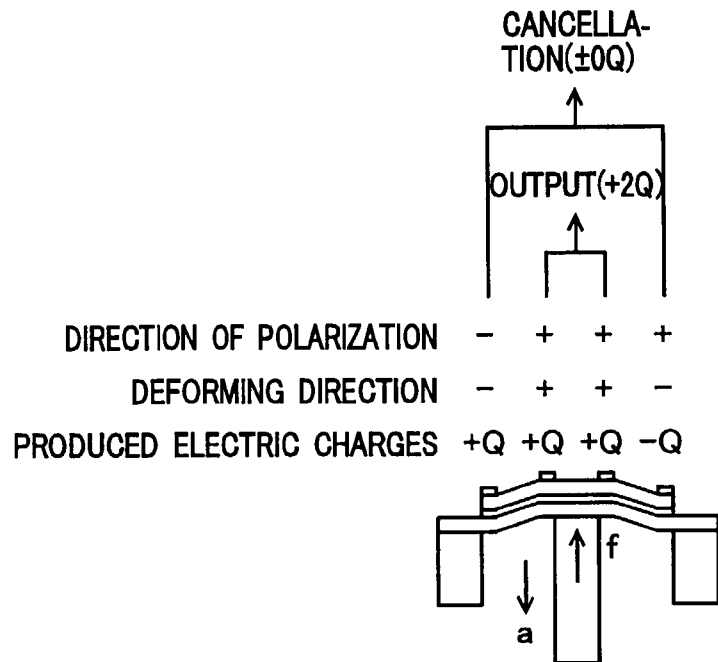 CANCELLA-
TION(±0Q)
OUTPUT(+2Q)
DIRECTION OF POLARIZATION - + + +
DEFORMING DIRECTION - + + -
PRODUCED ELECTRIC CHARGES +Q +Q +Q -Q
f
a